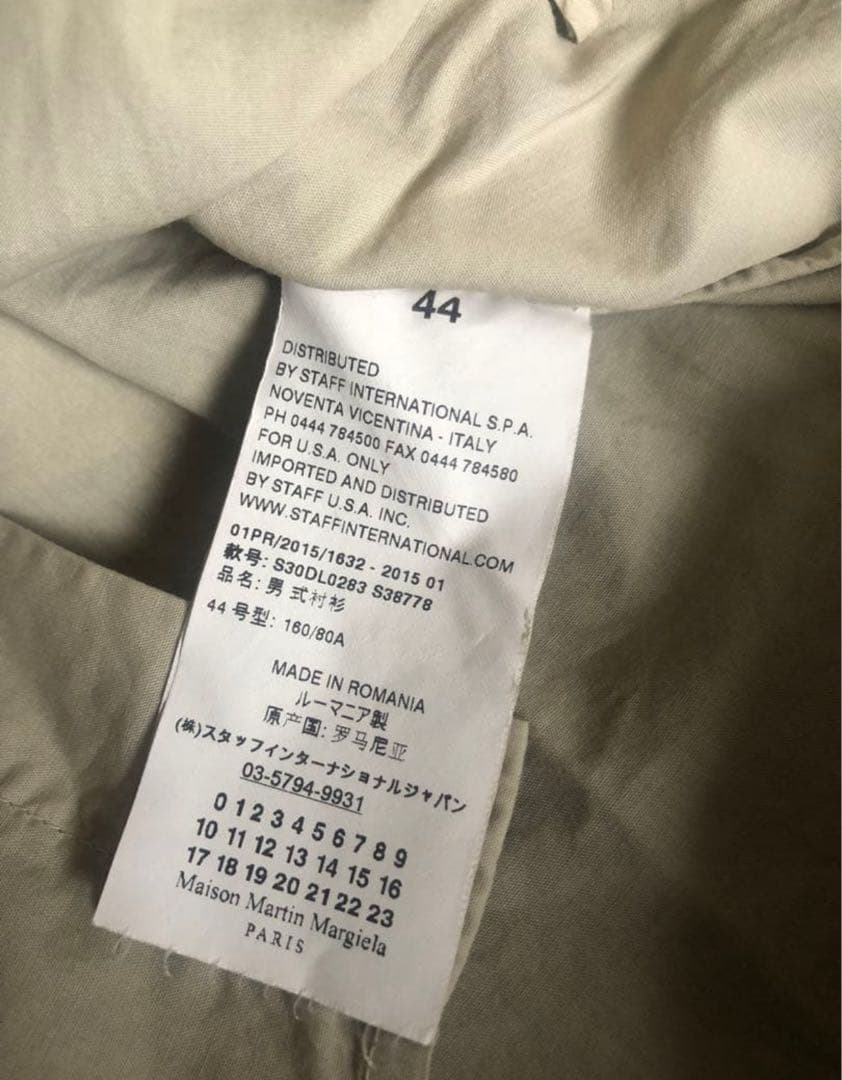 44
DISTRIBUTED
BY STAFF INTERNATIONAL S.P.A.
NOVENTA VICENTINA - ITALY
PH 0444 784500 FAX 0444 784580
FOR U.S.A. ONLY
IMPORTED AND DISTRIBUTED
BY STAFF U.S.A. INC.
WWW.STAFFINTERNATIONAL.COM
01PR/2015/1632 - 2015 01
款号: S30DL0283 S38778
品名: 男 式衬衫
44 号型: 160/80A
MADE IN ROMANIA
ルーマニア製
原产国: 罗马尼亚
(株)スタッフインターナショナルジャパン
03-5794-9931
0 1 2 3 4 5 6 7 8 9
10 11 12 13 14 15 16
17 18 19 20 21 22 23
Maison Martin Margiela
PARIS